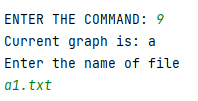 ENTER THE COMMAND: 9
Current graph is: a
Enter the name of file
a1.txt